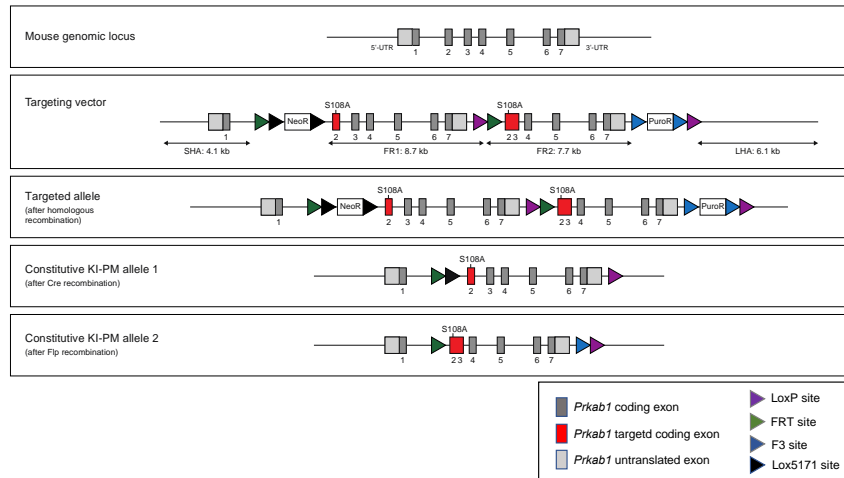 Mouse genomic locus
5'-UTR 1 2 3 4 5 6 7 3'-UTR
Targeting vector
S108A S108A
NeoR PuroR
1 2 3 4 5 6 7 2 3 4 5 6 7
SHA: 4.1 kb FR1: 8.7 kb FR2: 7.7 kb LHA: 6.1 kb
Targeted allele
(after homologous
recombination)
S108A S108A
NeoR PuroR
1 2 3 4 5 6 7 2 3 4 5 6 7
Constitutive KI-PM allele 1
(after Cre recombination)
S108A
1 2 3 4 5 6 7
Constitutive KI-PM allele 2
(after Flp recombination)
S108A
1 2 3 4 5 6 7
Prkab1 coding exon
Prkab1 targetd coding exon
Prkab1 untranslated exon
LoxP site
FRT site
F3 site
Lox5171 site